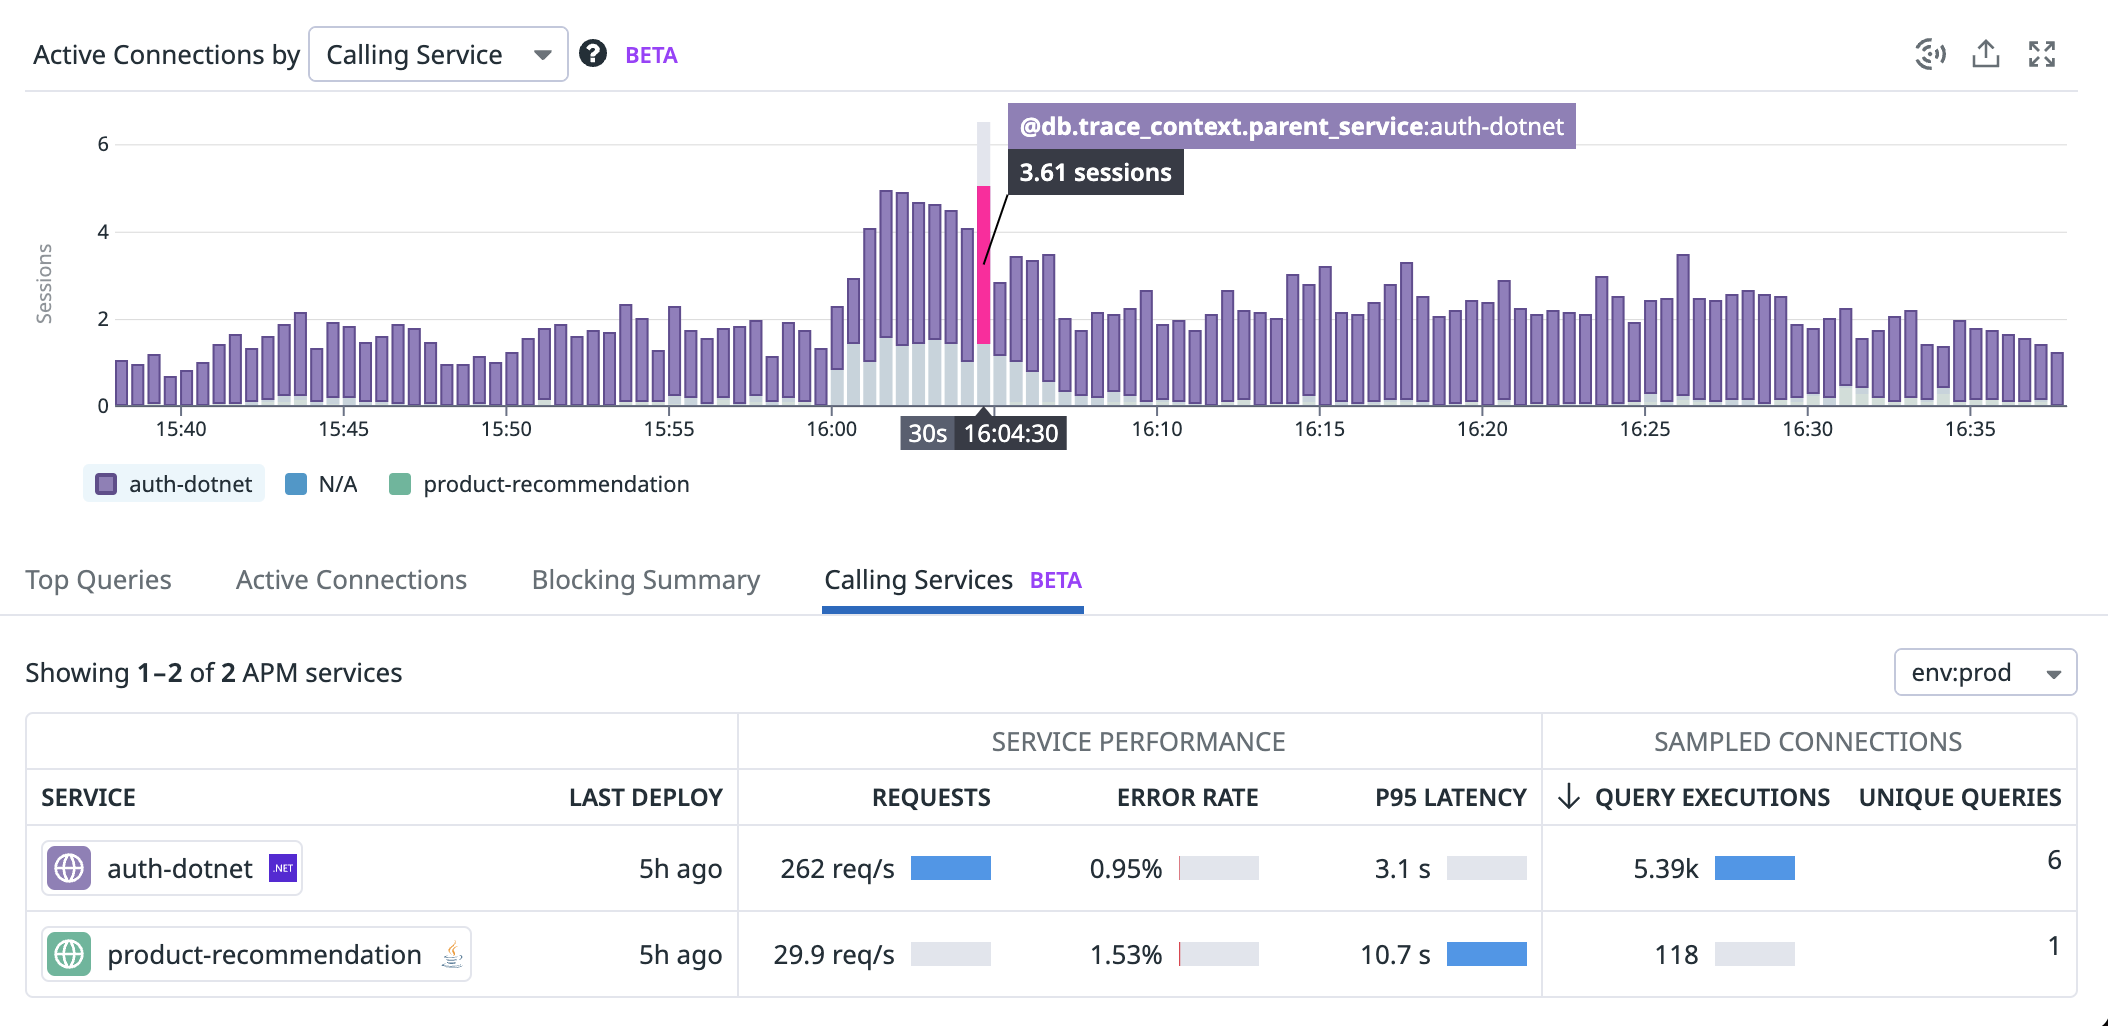 Active Connections by Calling Service ? BETA
@db.trace_context.parent_service:auth-dotnet
3.61 sessions
6
4
2
0
Sessions
15:40 15:45 15:50 15:55 16:00 30s 16:04:30 16:10 16:15 16:20 16:25 16:30 16:35
auth-dotnet N/A product-recommendation
Top Queries Active Connections Blocking Summary Calling Services BETA
Showing 1–2 of 2 APM services env:prod
SERVICE PERFORMANCE SAMPLED CONNECTIONS
SERVICE LAST DEPLOY REQUESTS ERROR RATE P95 LATENCY QUERY EXECUTIONS UNIQUE QUERIES
auth-dotnet .NET 5h ago 262 req/s 0.95% 3.1 s 5.39k 6
product-recommendation 5h ago 29.9 req/s 1.53% 10.7 s 118 1